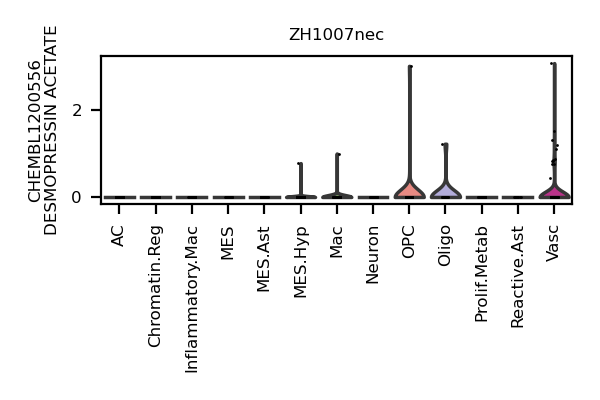 ZH1007nec
CHEMBL1200556
DESMOPRESSIN ACETATE
2
0
AC
Chromatin.Reg
Inflammatory.Mac
MES
MES.Ast
MES.Hyp
Mac
Neuron
OPC
Oligo
Prolif.Metab
Reactive.Ast
Vasc